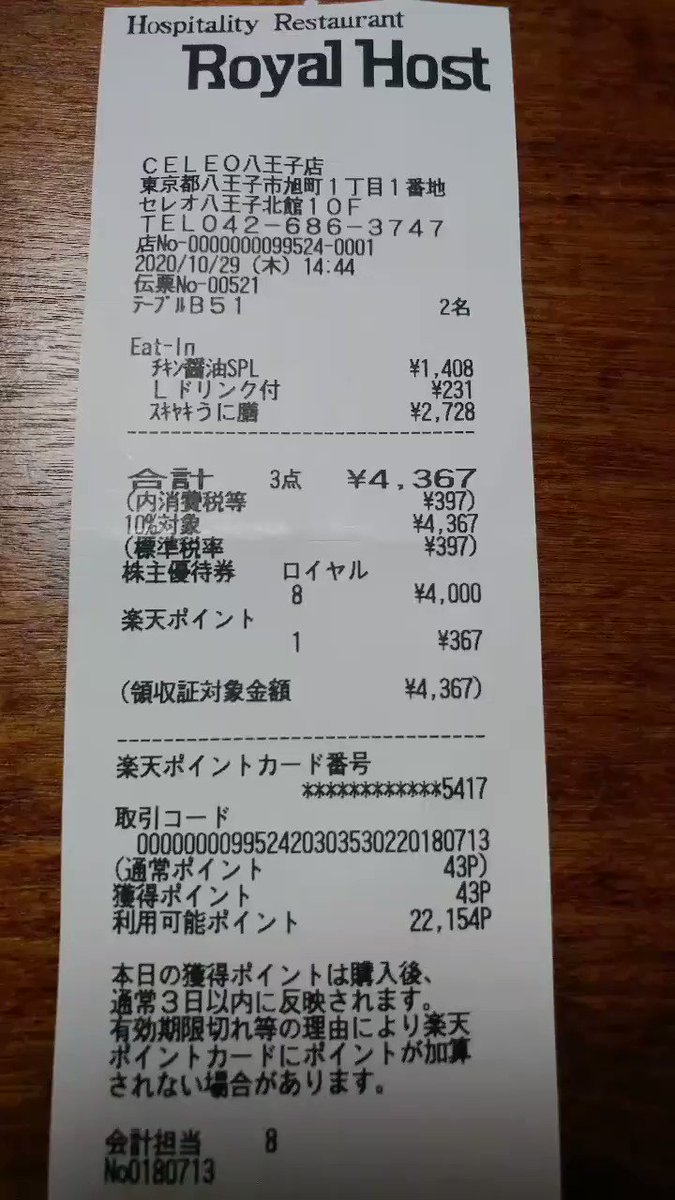 Hospitality Restaurant
Royal Host
CELEO八王子店
東京都八王子市旭町1丁目1番地
セレオ八王子北館10F
TEL042-686-3747
店No-0000000099524-0001
2020/10/29 (木) 14:44
伝票No-00521
ﾃｰﾌﾞﾙB51 2名
Eat-In
ﾁｷﾝ醤油SPL ¥1,408
L ドリンク付 ¥231
ｽｷﾔｷうに膳 ¥2,728
合計 3点 ¥4,367
(内消費税等 ¥397)
10%対象 ¥4,367
(標準税率 ¥397)
株主優待券 ロイヤル
8 ¥4,000
楽天ポイント
1 ¥367
(領収証対象金額 ¥4,367)
楽天ポイントカード番号
************5417
取引コード
00000000995242030353022018​0713
(通常ポイント 43P)
獲得ポイント 43P
利用可能ポイント 22,154P
本日の獲得ポイントは購入後、
通常3日以内に反映されます。
有効期限切れ等の理由により楽天
ポイントカードにポイントが加算
されない場合があります。
会計担当 8
No0180713